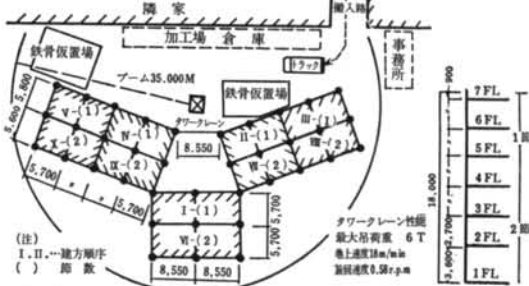 隣家
搬入路
加工場倉庫
事務所
トラック
鉄骨仮置場
ブーム35.000M
鉄骨仮置場
タワークレーン
8.550
5,800
5,600
V-(1)
IV-(1)
IX-(2)
II-(1)
III-(1)
VII-(2)
VIII-(2)
5,700 〃 〃 5,700
I-(1)
VI-(2)
5,700
5,700
8,550 8,550
(注)
I.II.…建方順序
( ) 節数
タワークレーン性能
最大吊荷重 6T
捲上速度18m/min
旋回速度0.58r.p.m
900
18,000
2,700
3,600
7FL
6FL
5FL
4FL
3FL
2FL
1FL
1節
2節